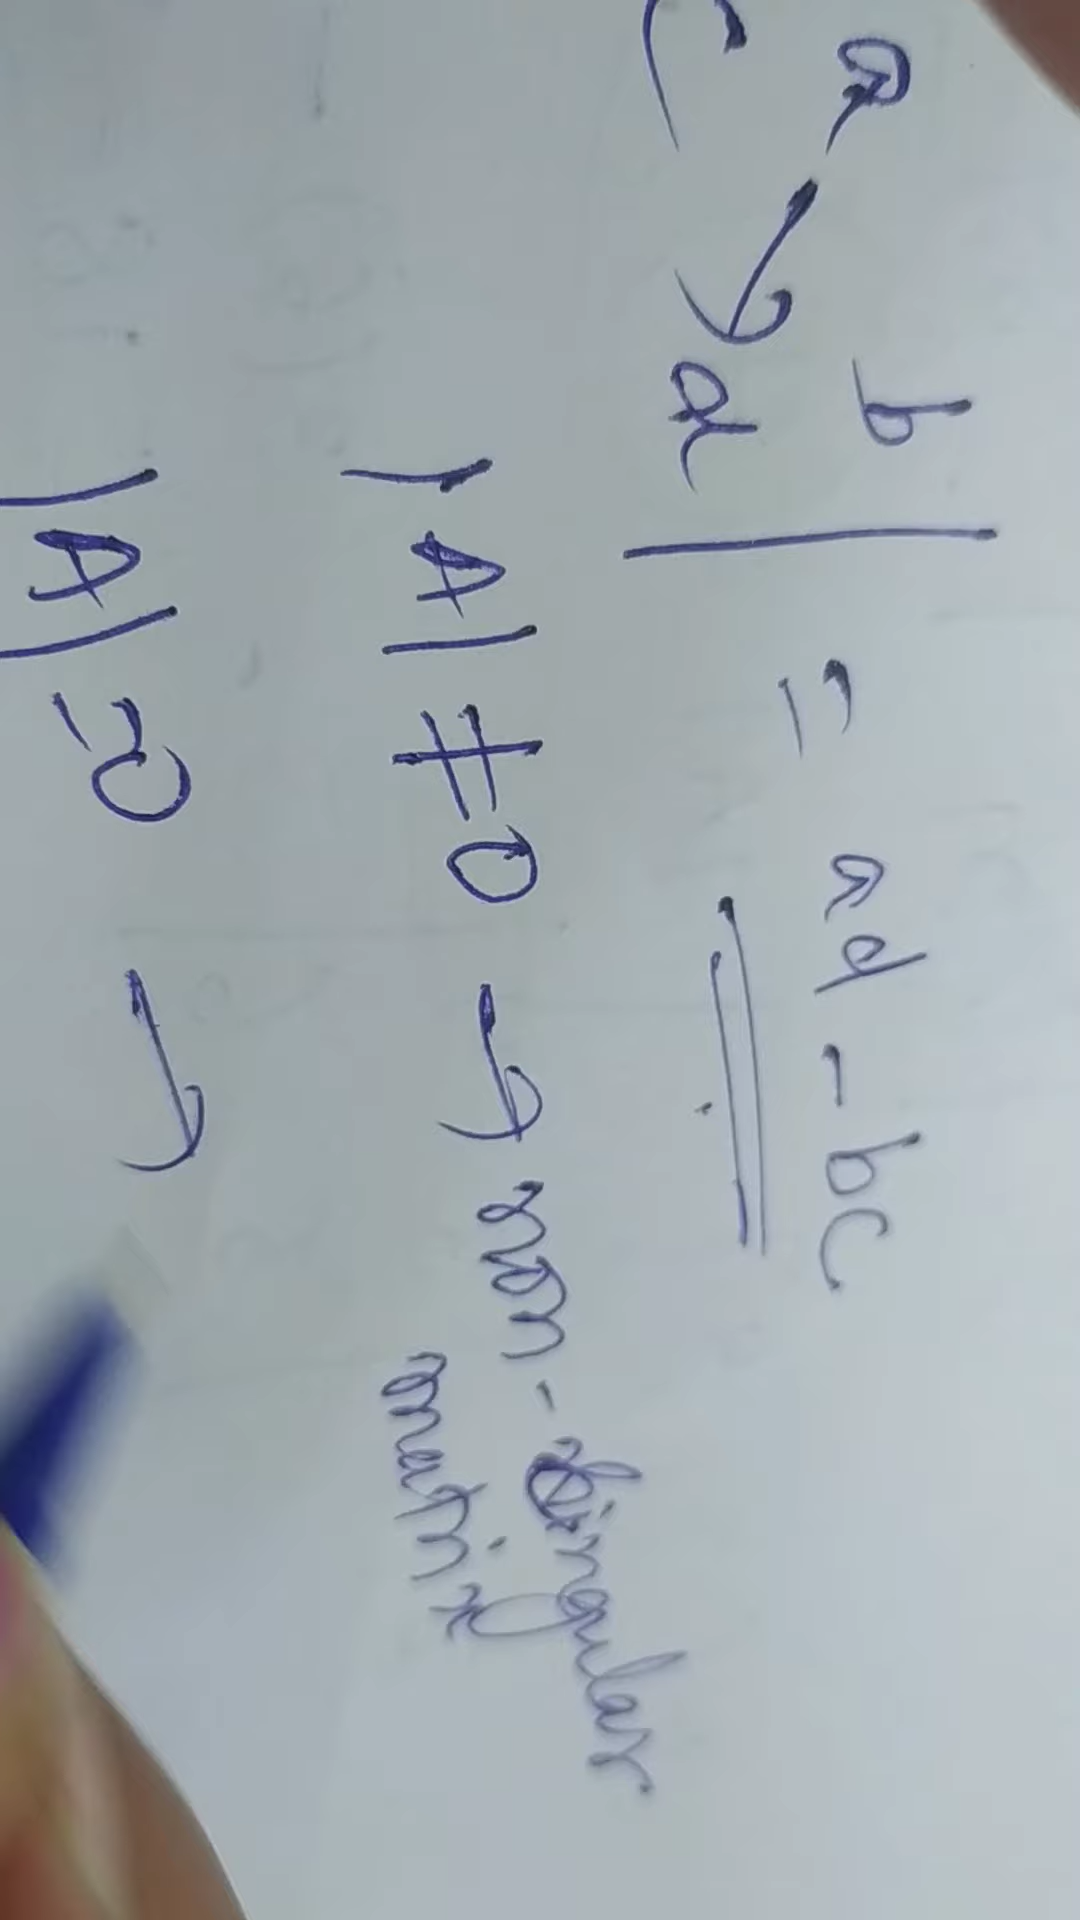 a b |
c d = ad - bc
|A| ≠ 0 → non-singular
matrix
|A| = 0 →